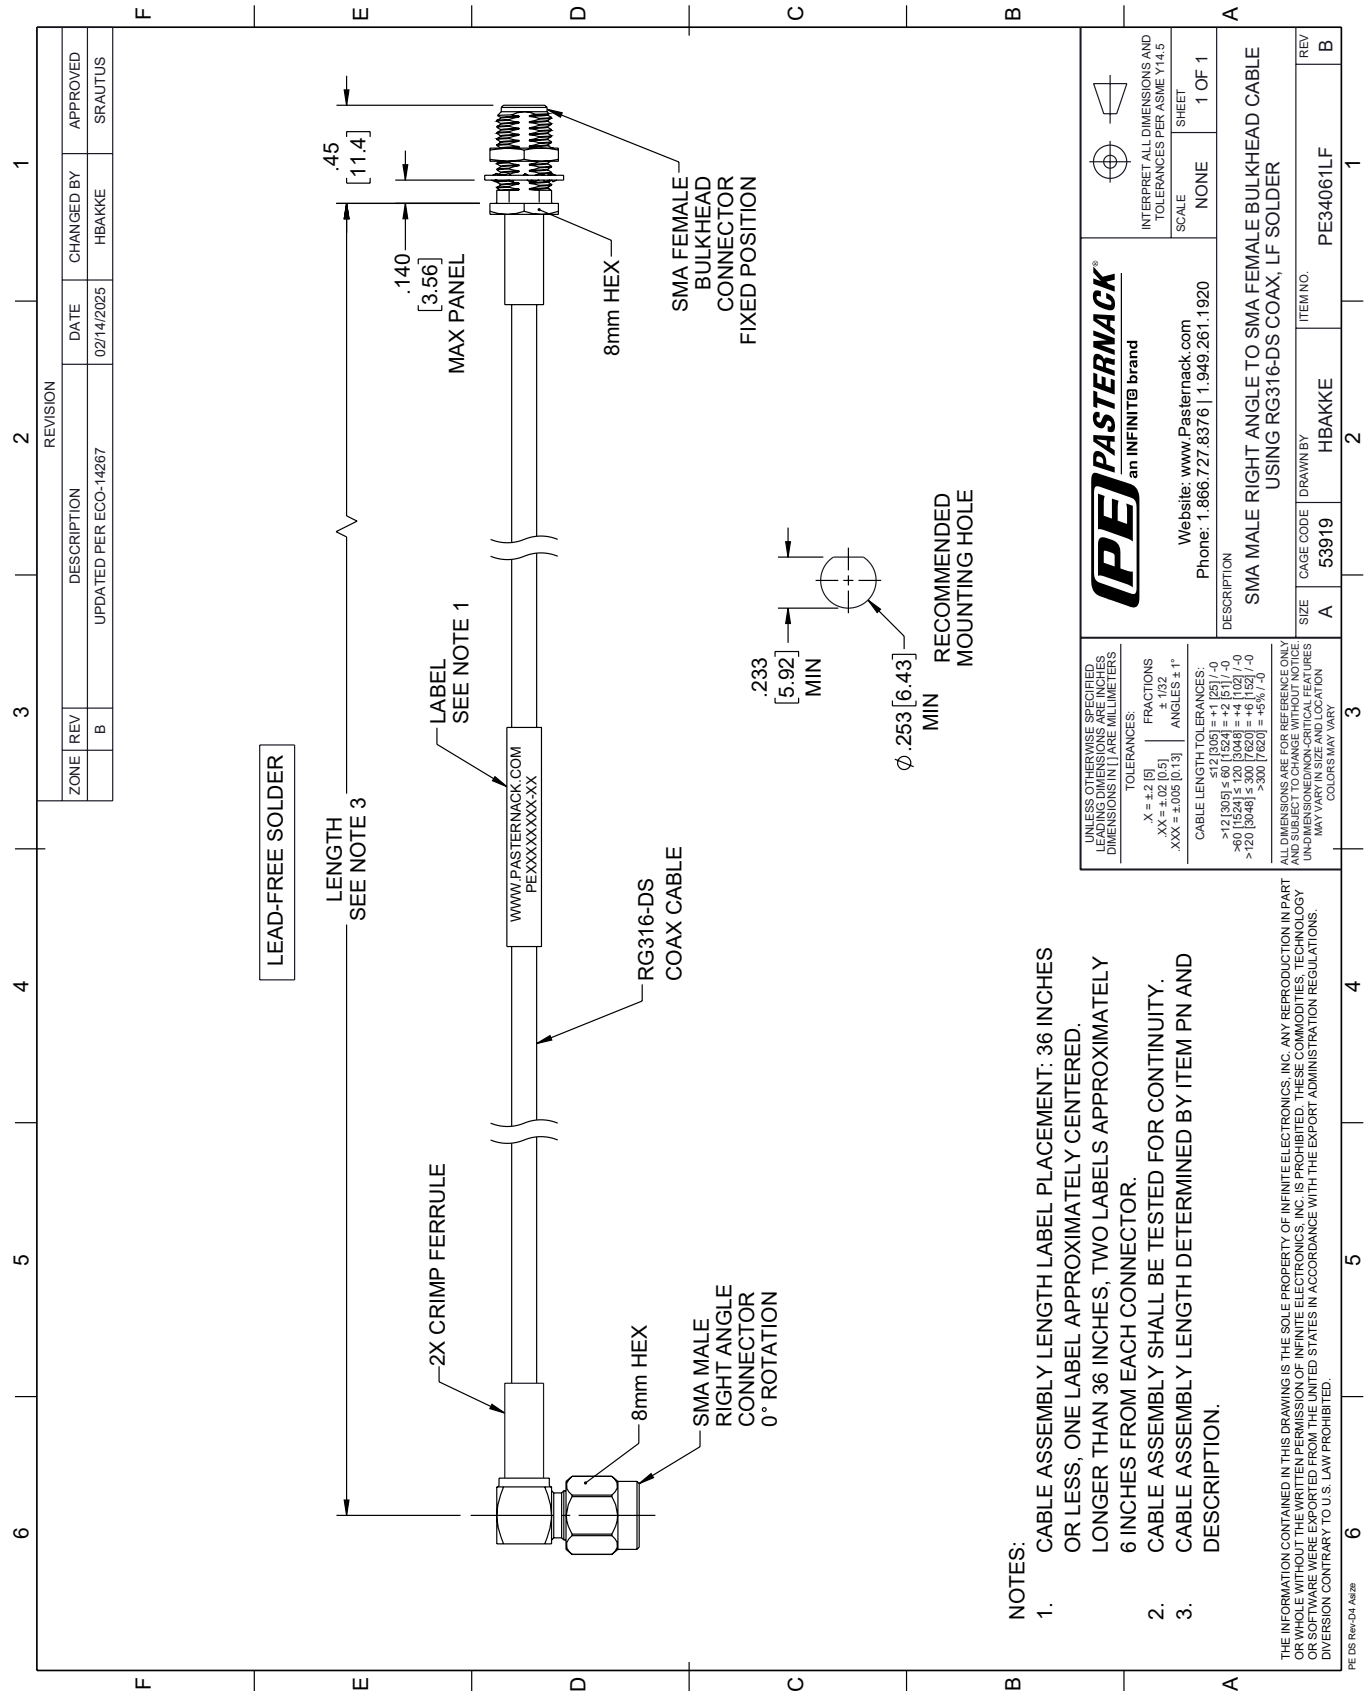 6
5
4
3
2
1
F
E
D
C
B
A
REVISION
ZONE REV DESCRIPTION DATE CHANGED BY APPROVED
B UPDATED PER ECO-14267 02/14/2025 HBAKKE SRAUTUS
LEAD-FREE SOLDER
LENGTH
SEE NOTE 3
.45
[11.4]
.140
[3.56]
MAX PANEL
2X CRIMP FERRULE
LABEL
SEE NOTE 1
WWW.PASTERNACK.COM
PEXXXXXXXXX-XX
8mm HEX
SMA MALE
RIGHT ANGLE
CONNECTOR
0° ROTATION
RG316-DS
COAX CABLE
8mm HEX
SMA FEMALE
BULKHEAD
CONNECTOR
FIXED POSITION
.233
[5.92]
MIN
Ø .253 [6.43]
MIN
RECOMMENDED
MOUNTING HOLE
NOTES:
1. CABLE ASSEMBLY LENGTH LABEL PLACEMENT: 36 INCHES
OR LESS, ONE LABEL APPROXIMATELY CENTERED.
LONGER THAN 36 INCHES, TWO LABELS APPROXIMATELY
6 INCHES FROM EACH CONNECTOR.
2. CABLE ASSEMBLY SHALL BE TESTED FOR CONTINUITY.
3. CABLE ASSEMBLY LENGTH DETERMINED BY ITEM PN AND
DESCRIPTION.
THE INFORMATION CONTAINED IN THIS DRAWING IS THE SOLE PROPERTY OF INFINITE ELECTRONICS, INC. ANY REPRODUCTION IN PART
OR WHOLE WITHOUT THE WRITTEN PERMISSION OF INFINITE ELECTRONICS, INC. IS PROHIBITED. THESE COMMODITIES, TECHNOLOGY
OR SOFTWARE WERE EXPORTED FROM THE UNITED STATES IN ACCORDANCE WITH THE EXPORT ADMINISTRATION REGULATIONS.
DIVERSION CONTRARY TO U.S. LAW PROHIBITED.
UNLESS OTHERWISE SPECIFIED
LEADING DIMENSIONS ARE INCHES
DIMENSIONS IN [ ] ARE MILLIMETERS
TOLERANCES:
.X = ±.2 [5] FRACTIONS
.XX = ±.02 [0.5] ± 1/32
.XXX = ±.005 [0.13] ANGLES ± 1°
CABLE LENGTH TOLERANCES:
≤12 [305] = +1 [25] / -0
>12 [305] ≤ 60 [1524] = +2 [51] / -0
>60 [1524] ≤ 120 [3048] = +4 [102] / -0
>120 [3048] ≤ 300 [7620] = +6 [152] / -0
>300 [7620] = +5% / -0
ALL DIMENSIONS ARE FOR REFERENCE ONLY
AND SUBJECT TO CHANGE WITHOUT NOTICE.
UN-DIMENSIONED/NON-CRITICAL FEATURES
MAY VARY IN SIZE AND LOCATION
COLORS MAY VARY
PE PASTERNACK®
an INFINIT@ brand
Website: www.Pasternack.com
Phone: 1.866.727.8376 | 1.949.261.1920
INTERPRET ALL DIMENSIONS AND
TOLERANCES PER ASME Y14.5
SCALE NONE
SHEET 1 OF 1
DESCRIPTION
SMA MALE RIGHT ANGLE TO SMA FEMALE BULKHEAD CABLE
USING RG316-DS COAX, LF SOLDER
SIZE A
CAGE CODE 53919
DRAWN BY HBAKKE
ITEM NO. PE34061LF
REV B
6
5
4
3
2
1
F
E
D
C
B
A
PE DS Rev-D4 Asize